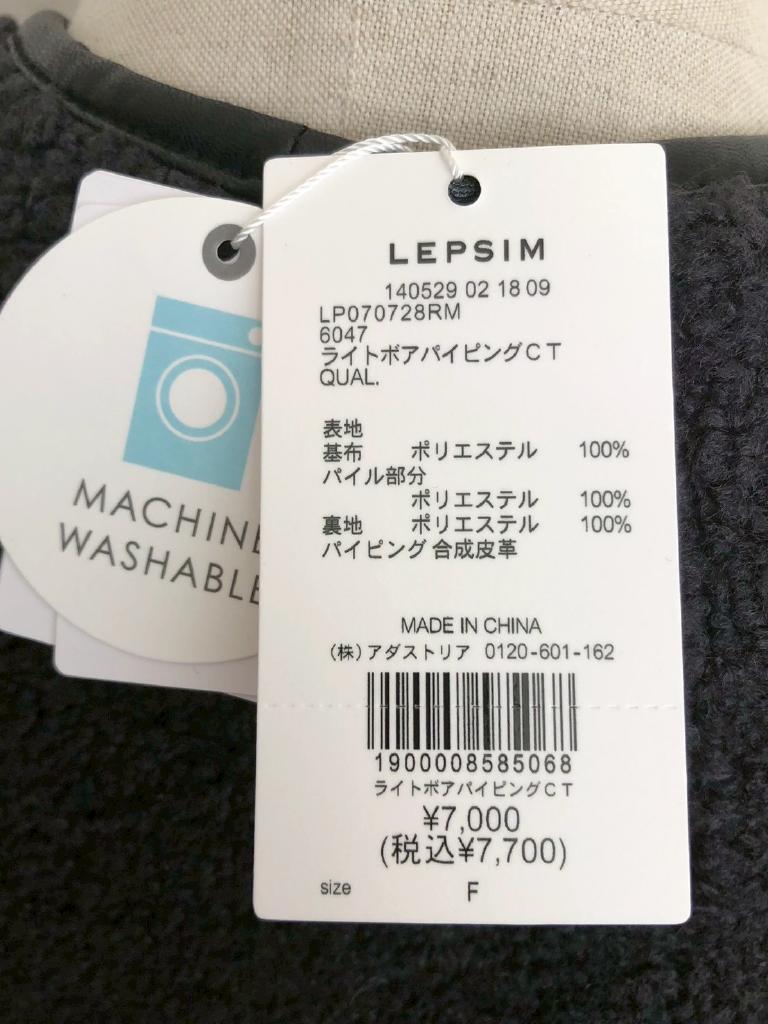 LEPSIM
140529 02 18 09
LP070728RM
6047
ライトボアパイピングCT
QUAL.
表地
基布 ポリエステル 100%
パイル部分
ポリエステル 100%
裏地 ポリエステル 100%
パイピング 合成皮革
MADE IN CHINA
(株)アダストリア 0120-601-162
1900008585068
ライトボアパイピングCT
¥7,000
(税込¥7,700)
size F
MACHINE
WASHABLE